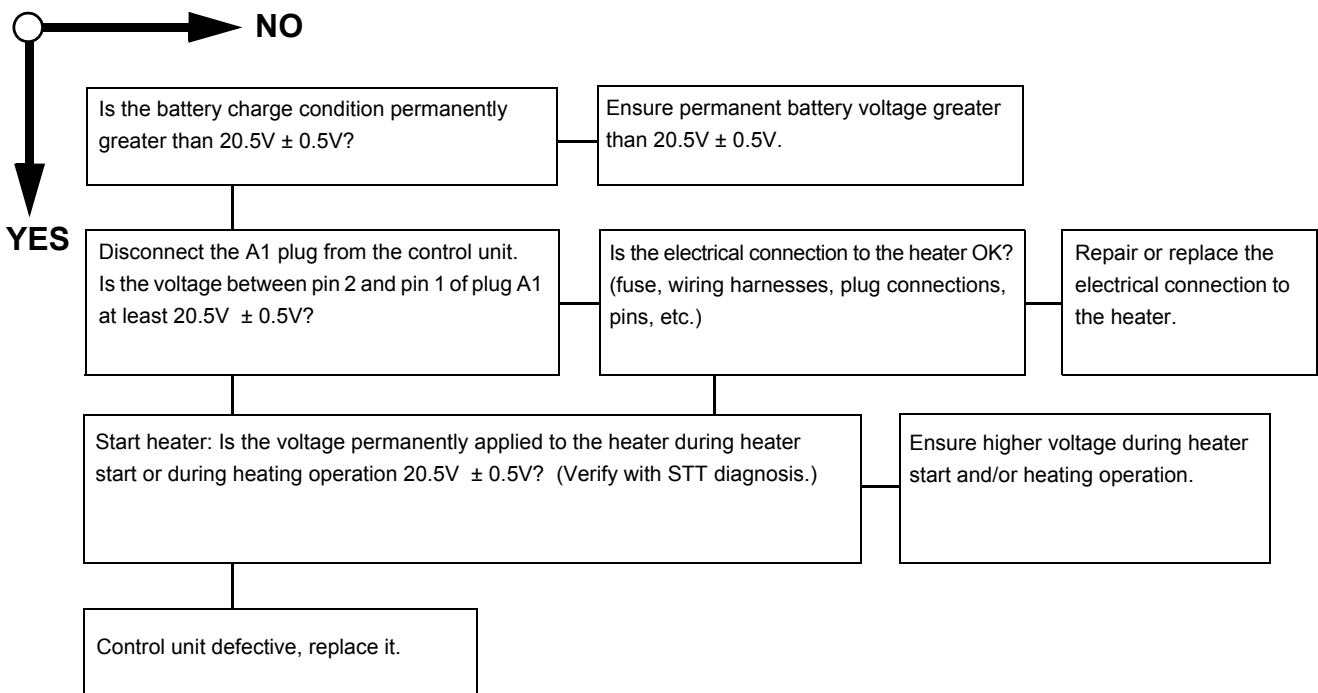 NO
YES
Is the battery charge condition permanently
greater than 20.5V ± 0.5V?
Ensure permanent battery voltage greater
than 20.5V ± 0.5V.
Disconnect the A1 plug from the control unit.
Is the voltage between pin 2 and pin 1 of plug A1
at least 20.5V  ± 0.5V?
Is the electrical connection to the heater OK?
(fuse, wiring harnesses, plug connections,
pins, etc.)
Repair or replace the
electrical connection to
the heater.
Start heater: Is the voltage permanently applied to the heater during heater
start or during heating operation 20.5V  ± 0.5V?  (Verify with STT diagnosis.)
Ensure higher voltage during heater
start and/or heating operation.
Control unit defective, replace it.